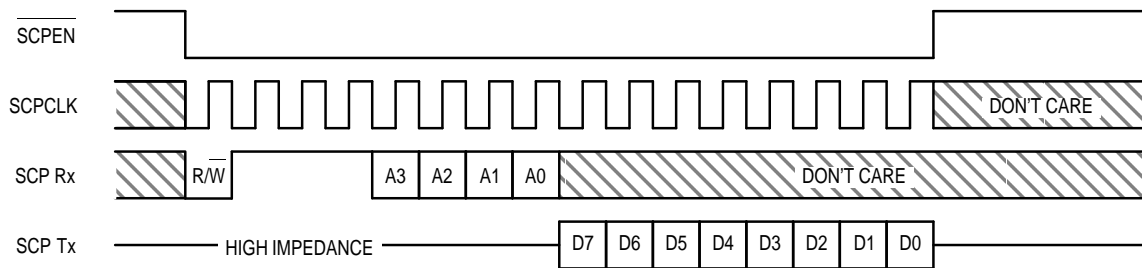 SCPEN
SCPCLK DON'T CARE
SCP Rx R/W A3 A2 A1 A0 DON'T CARE
SCP Tx HIGH IMPEDANCE D7 D6 D5 D4 D3 D2 D1 D0